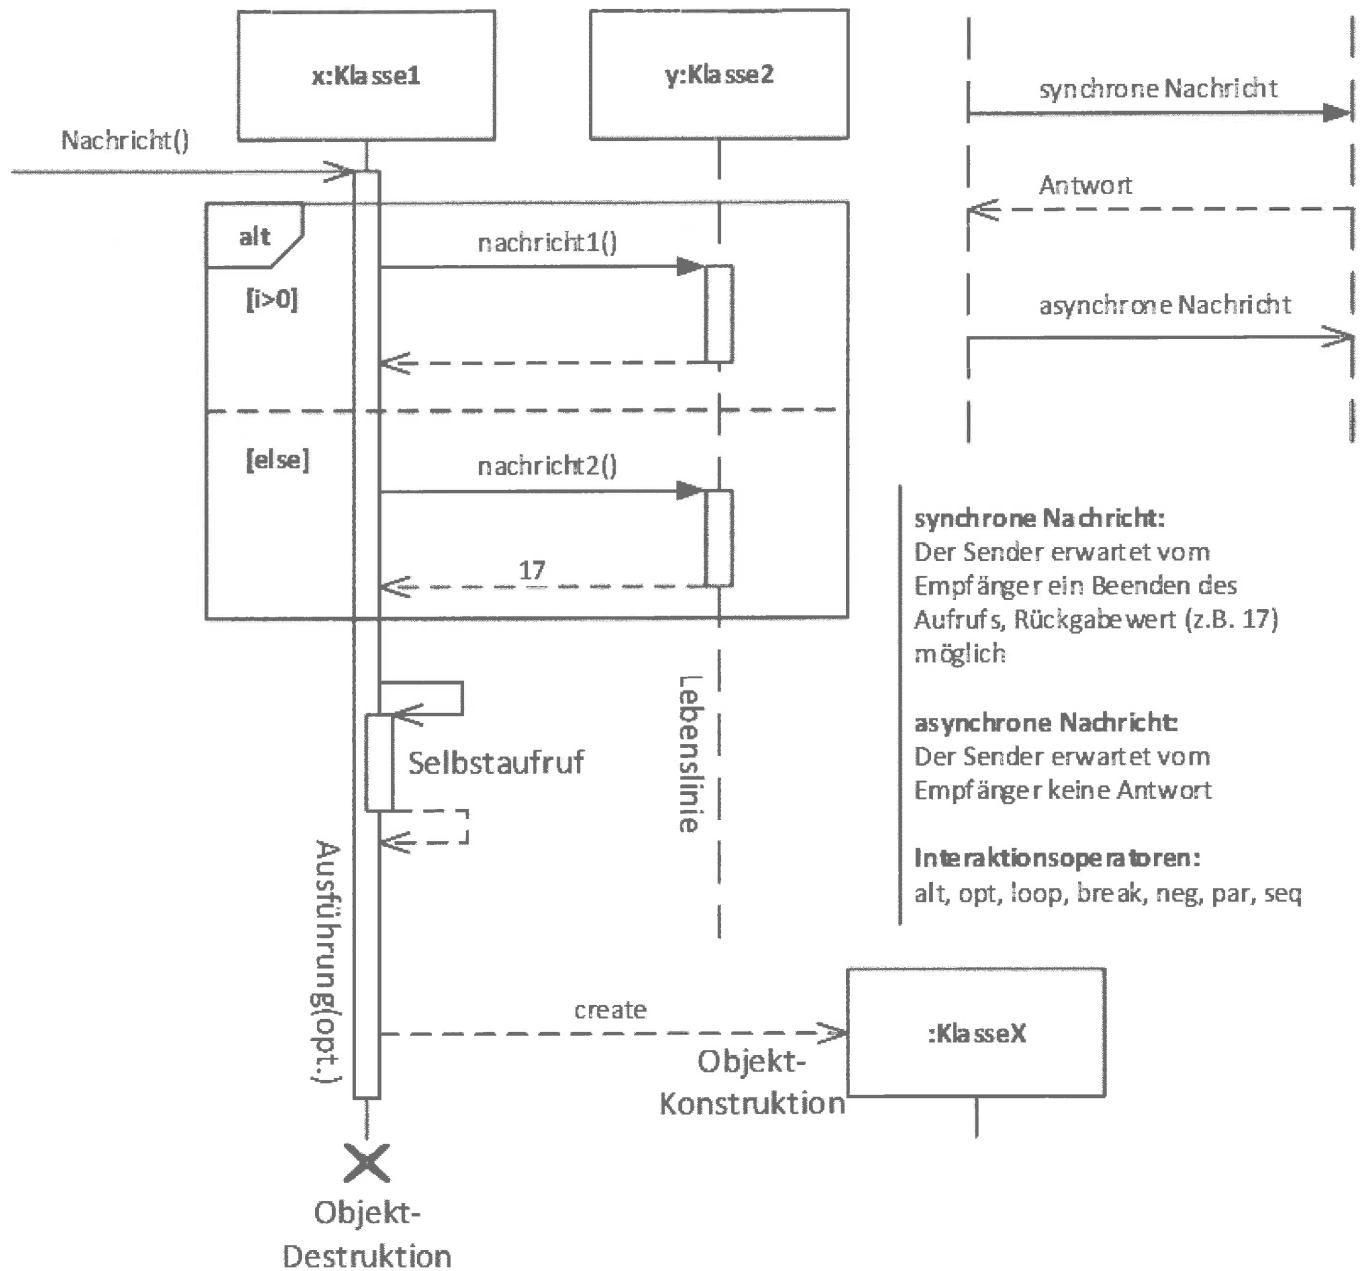 x:Klasse1
y:Klasse2
Nachricht()
alt
[i>0]
nachricht1()
[else]
nachricht2()
17
Selbstaufruf
Lebenslinie
Ausführung(opt.)
create
Objekt-
Konstruktion
:KlasseX
Objekt-
Destruktion
synchrone Nachricht
Antwort
asynchrone Nachricht
synchrone Nachricht:
Der Sender erwartet vom
Empfänger ein Beenden des
Aufrufs, Rückgabewert (z.B. 17)
möglich
asynchrone Nachricht:
Der Sender erwartet vom
Empfänger keine Antwort
Interaktionsoperatoren:
alt, opt, loop, break, neg, par, seq